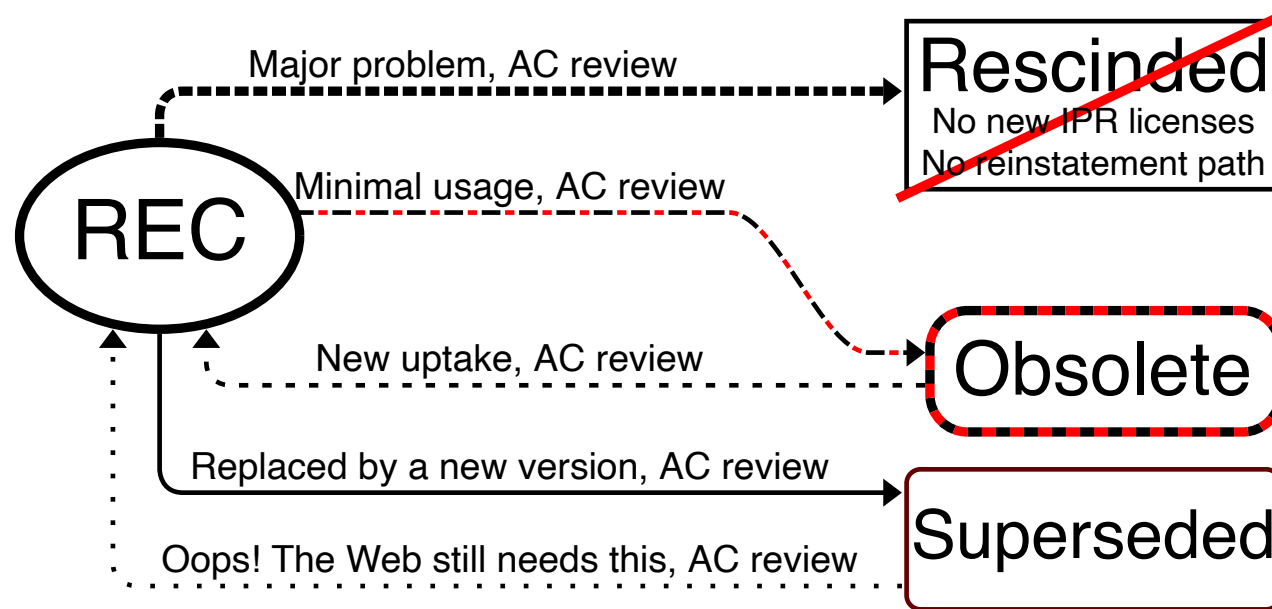 Major problem, AC review
Rescinded
No new IPR licenses
No reinstatement path
Minimal usage, AC review
REC
New uptake, AC review
Obsolete
Replaced by a new version, AC review
Superseded
Oops! The Web still needs this, AC review